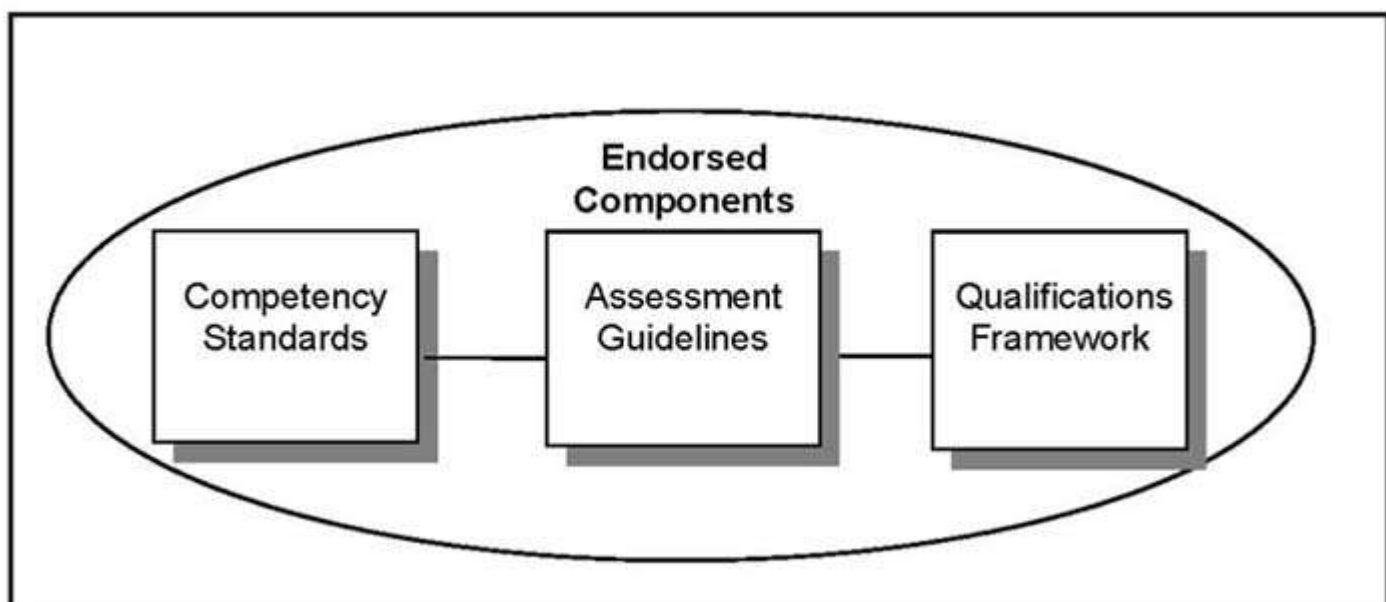 Endorsed
Components
Competency
Standards
Assessment
Guidelines
Qualifications
Framework